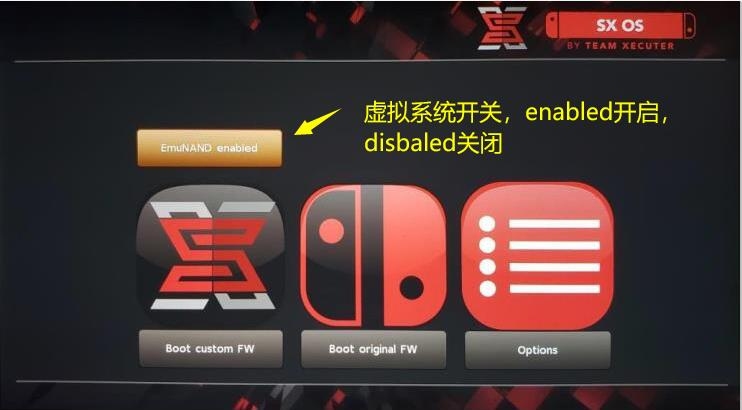 SX OS
BY TEAM XECUTER
虚拟系统开关，enabled开启，
disbaled关闭
EmuNAND enabled
Boot custom FW
Boot original FW
Options